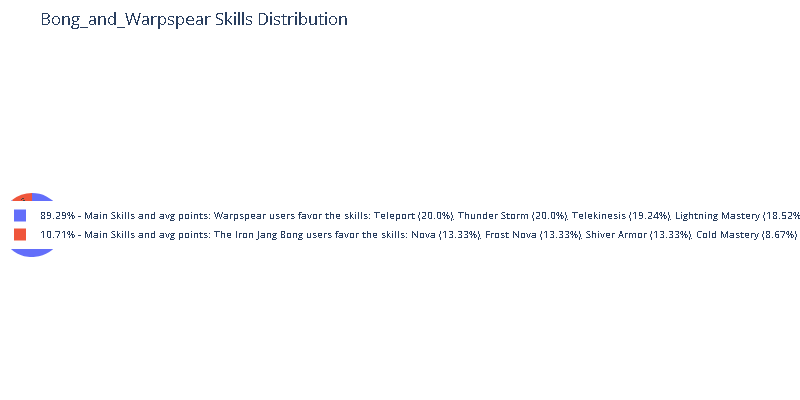 Bong_and_Warpspear Skills Distribution
89.29% - Main Skills and avg points: Warpspear users favor the skills: Teleport (20.0%), Thunder Storm (20.0%), Telekinesis (19.24%), Lightning Mastery (18.52%
10.71% - Main Skills and avg points: The Iron Jang Bong users favor the skills: Nova (13.33%), Frost Nova (13.33%), Shiver Armor (13.33%), Cold Mastery (8.67%)